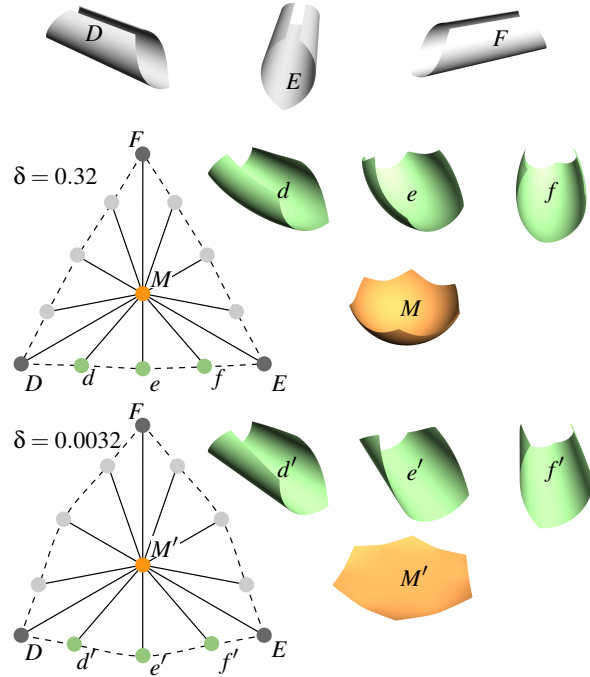 D E F
F
δ = 0.32
d e f
M M
D d e f E
F
δ = 0.0032
d′ e′ f′
M′ M′
D d′ e′ f′ E